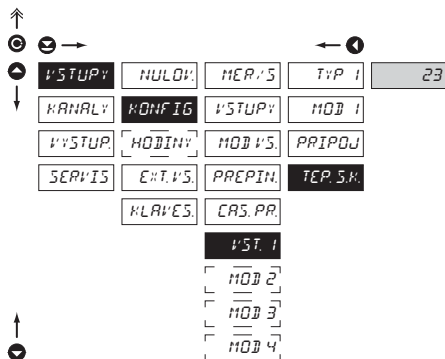 VSTUPY NULOV. MER/S TYP 1 23
KANALY KONFIG VSTUPY MOD 1
VYSTUP. HODINY MOD VS. PRIPOJ
SERVIS EXT. VS. PREPIN. TEP. S.K.
KLAVES. CAS. PR.
VST. 1
MOD 2
MOD 3
MOD 4